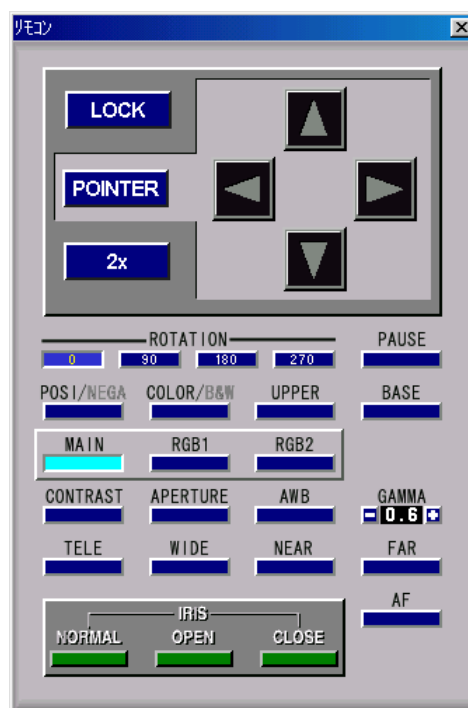 リモコン
LOCK
POINTER
2x
ROTATION PAUSE
0 90 180 270
POSI/NEGA COLOR/B&W UPPER BASE
MAIN RGB1 RGB2
CONTRAST APERTURE AWB GAMMA
- 0.6 +
TELE WIDE NEAR FAR
AF
IRIS
NORMAL OPEN CLOSE